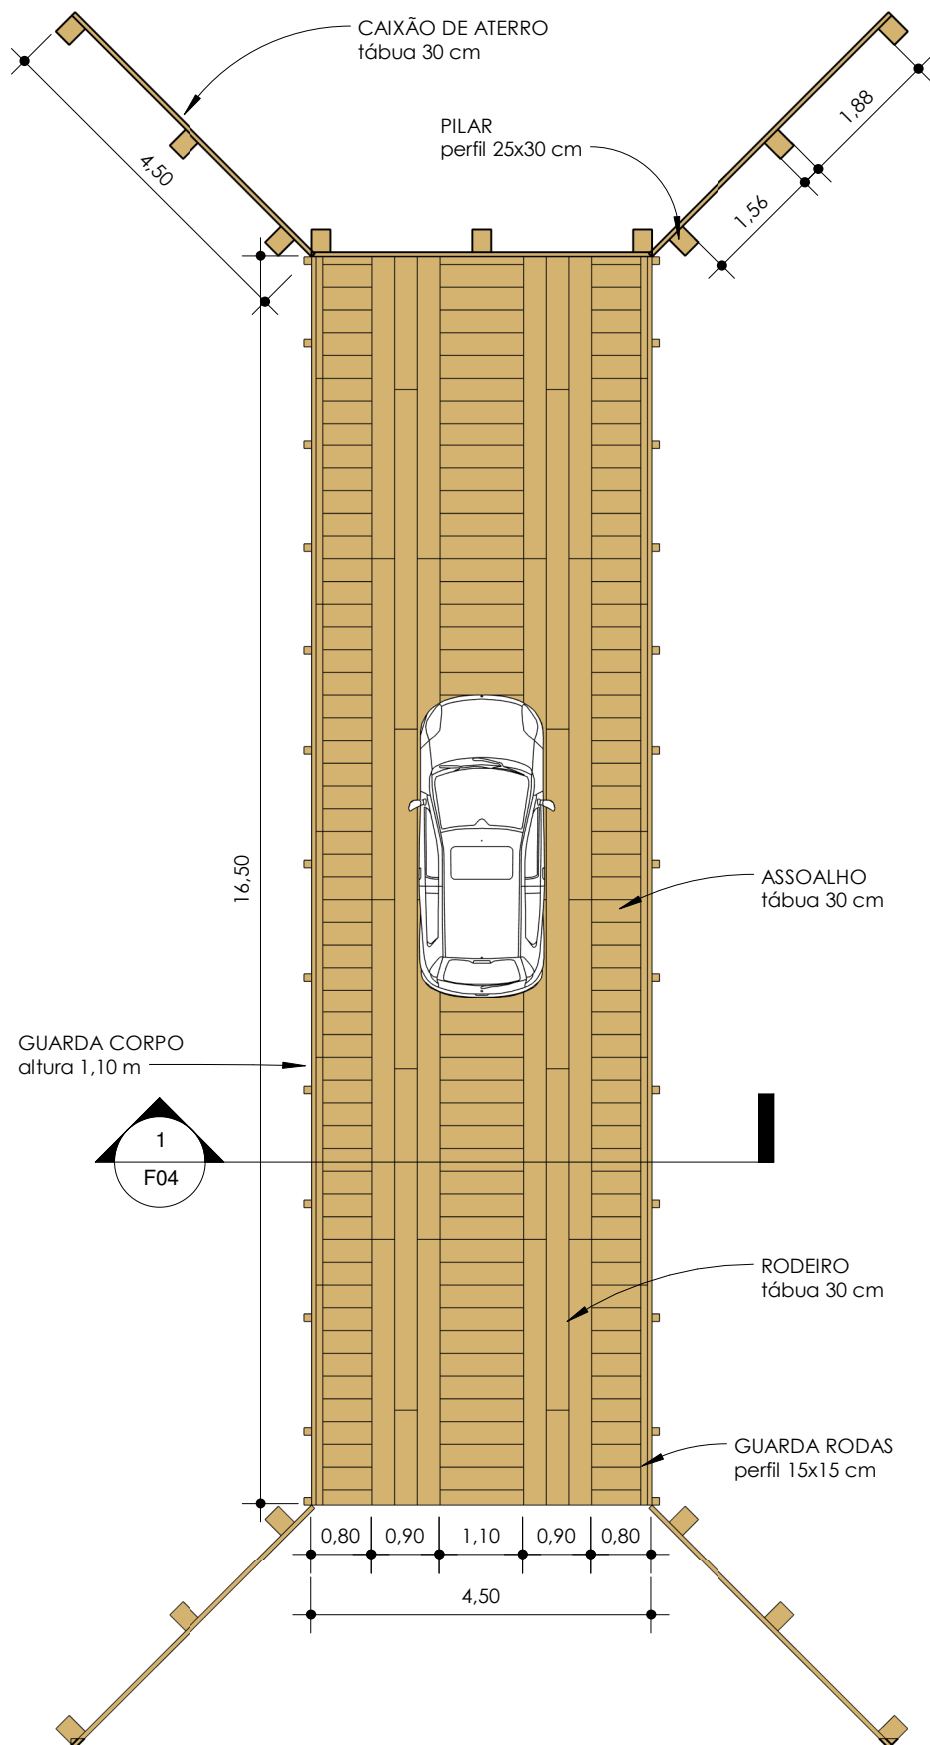 CAIXÃO DE ATERRO
tábua 30 cm
PILAR
perfil 25x30 cm
1,88
4,50
1,56
16,50
ASSOALHO
tábua 30 cm
GUARDA CORPO
altura 1,10 m
1
F04
RODEIRO
tábua 30 cm
GUARDA RODAS
perfil 15x15 cm
0,80 0,90 1,10 0,90 0,80
4,50